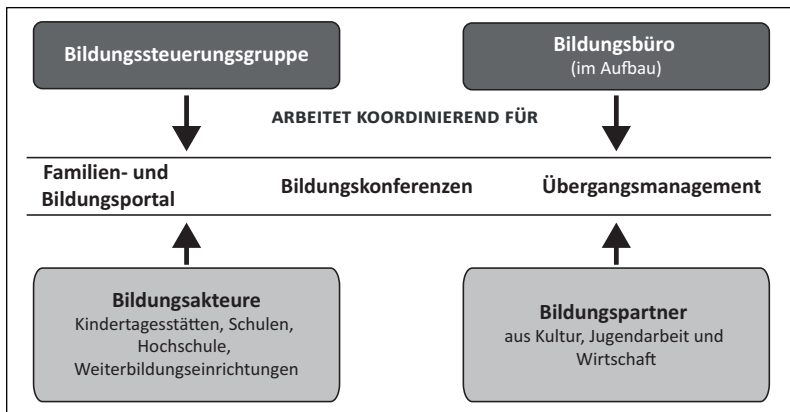 Bildungssteuerungsgruppe
Bildungsbüro
(im Aufbau)
ARBEITET KOORDINIEREND FÜR
Familien- und
Bildungsportal
Bildungskonferenzen
Übergangsmanagement
Bildungsakteure
Kindertagesstätten, Schulen,
Hochschule,
Weiterbildungseinrichtungen
Bildungspartner
aus Kultur, Jugendarbeit und
Wirtschaft